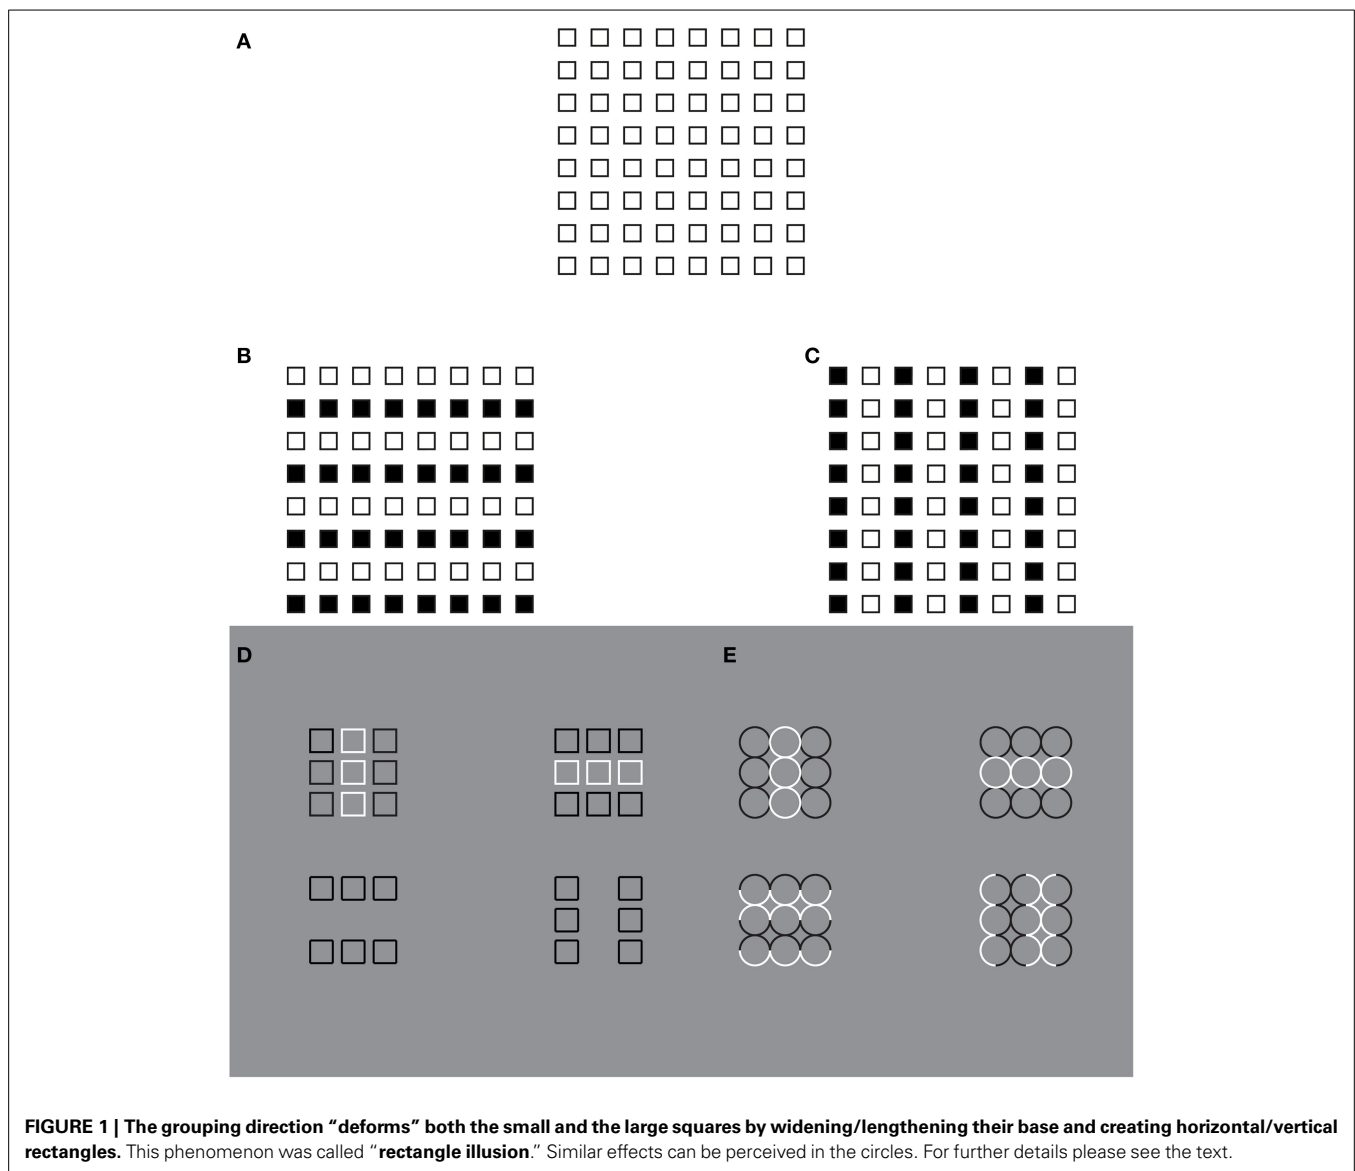 A
B
C
D
E
FIGURE 1 | The grouping direction “deforms” both the small and the large squares by widening/lengthening their base and creating horizontal/vertical
rectangles. This phenomenon was called “rectangle illusion.” Similar effects can be perceived in the circles. For further details please see the text.